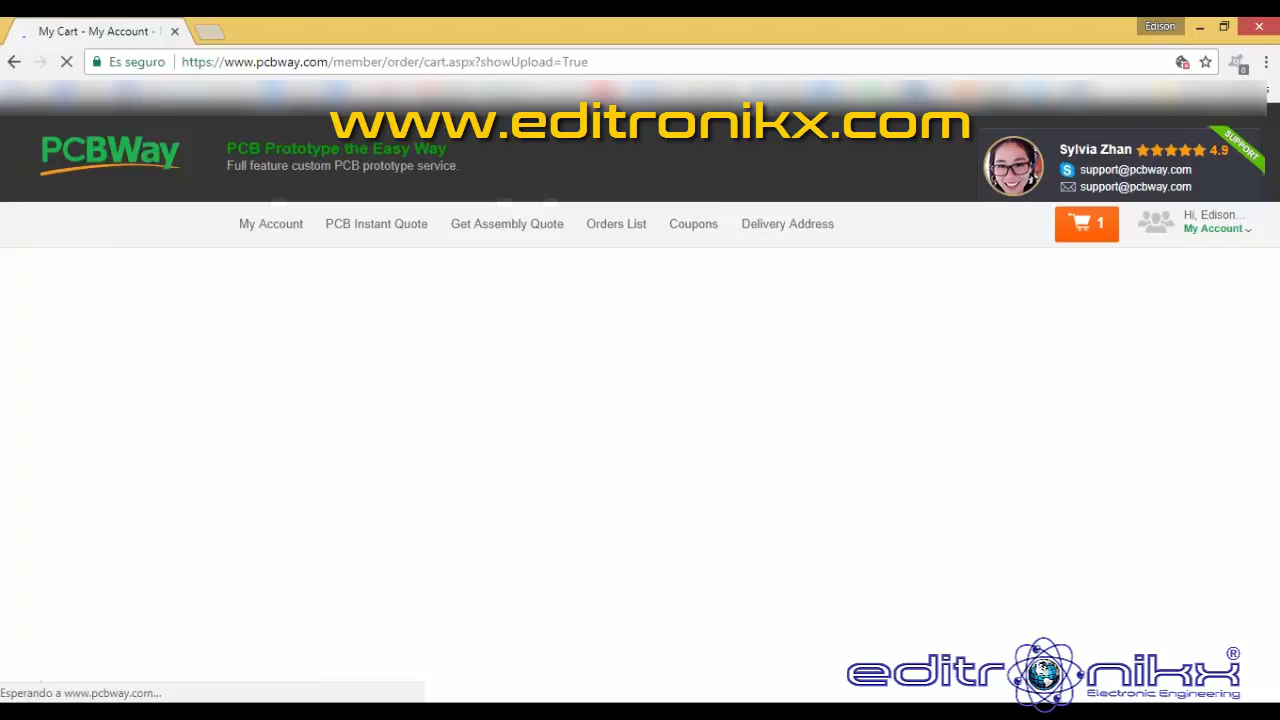 My Cart - My Account -
Edison
Es seguro
https://www.pcbway.com/member/order/cart.aspx?showUpload=True
0
www.editronikx.com
PCBWay
PCB Prototype the Easy Way
Full feature custom PCB prototype service.
Sylvia Zhan
4.9
SUPPORT
support@pcbway.com
support@pcbway.com
My Account
PCB Instant Quote
Get Assembly Quote
Orders List
Coupons
Delivery Address
1
Hi, Edison...
My Account
Esperando a www.pcbway.com...
editronikx®
Electronic Engineering